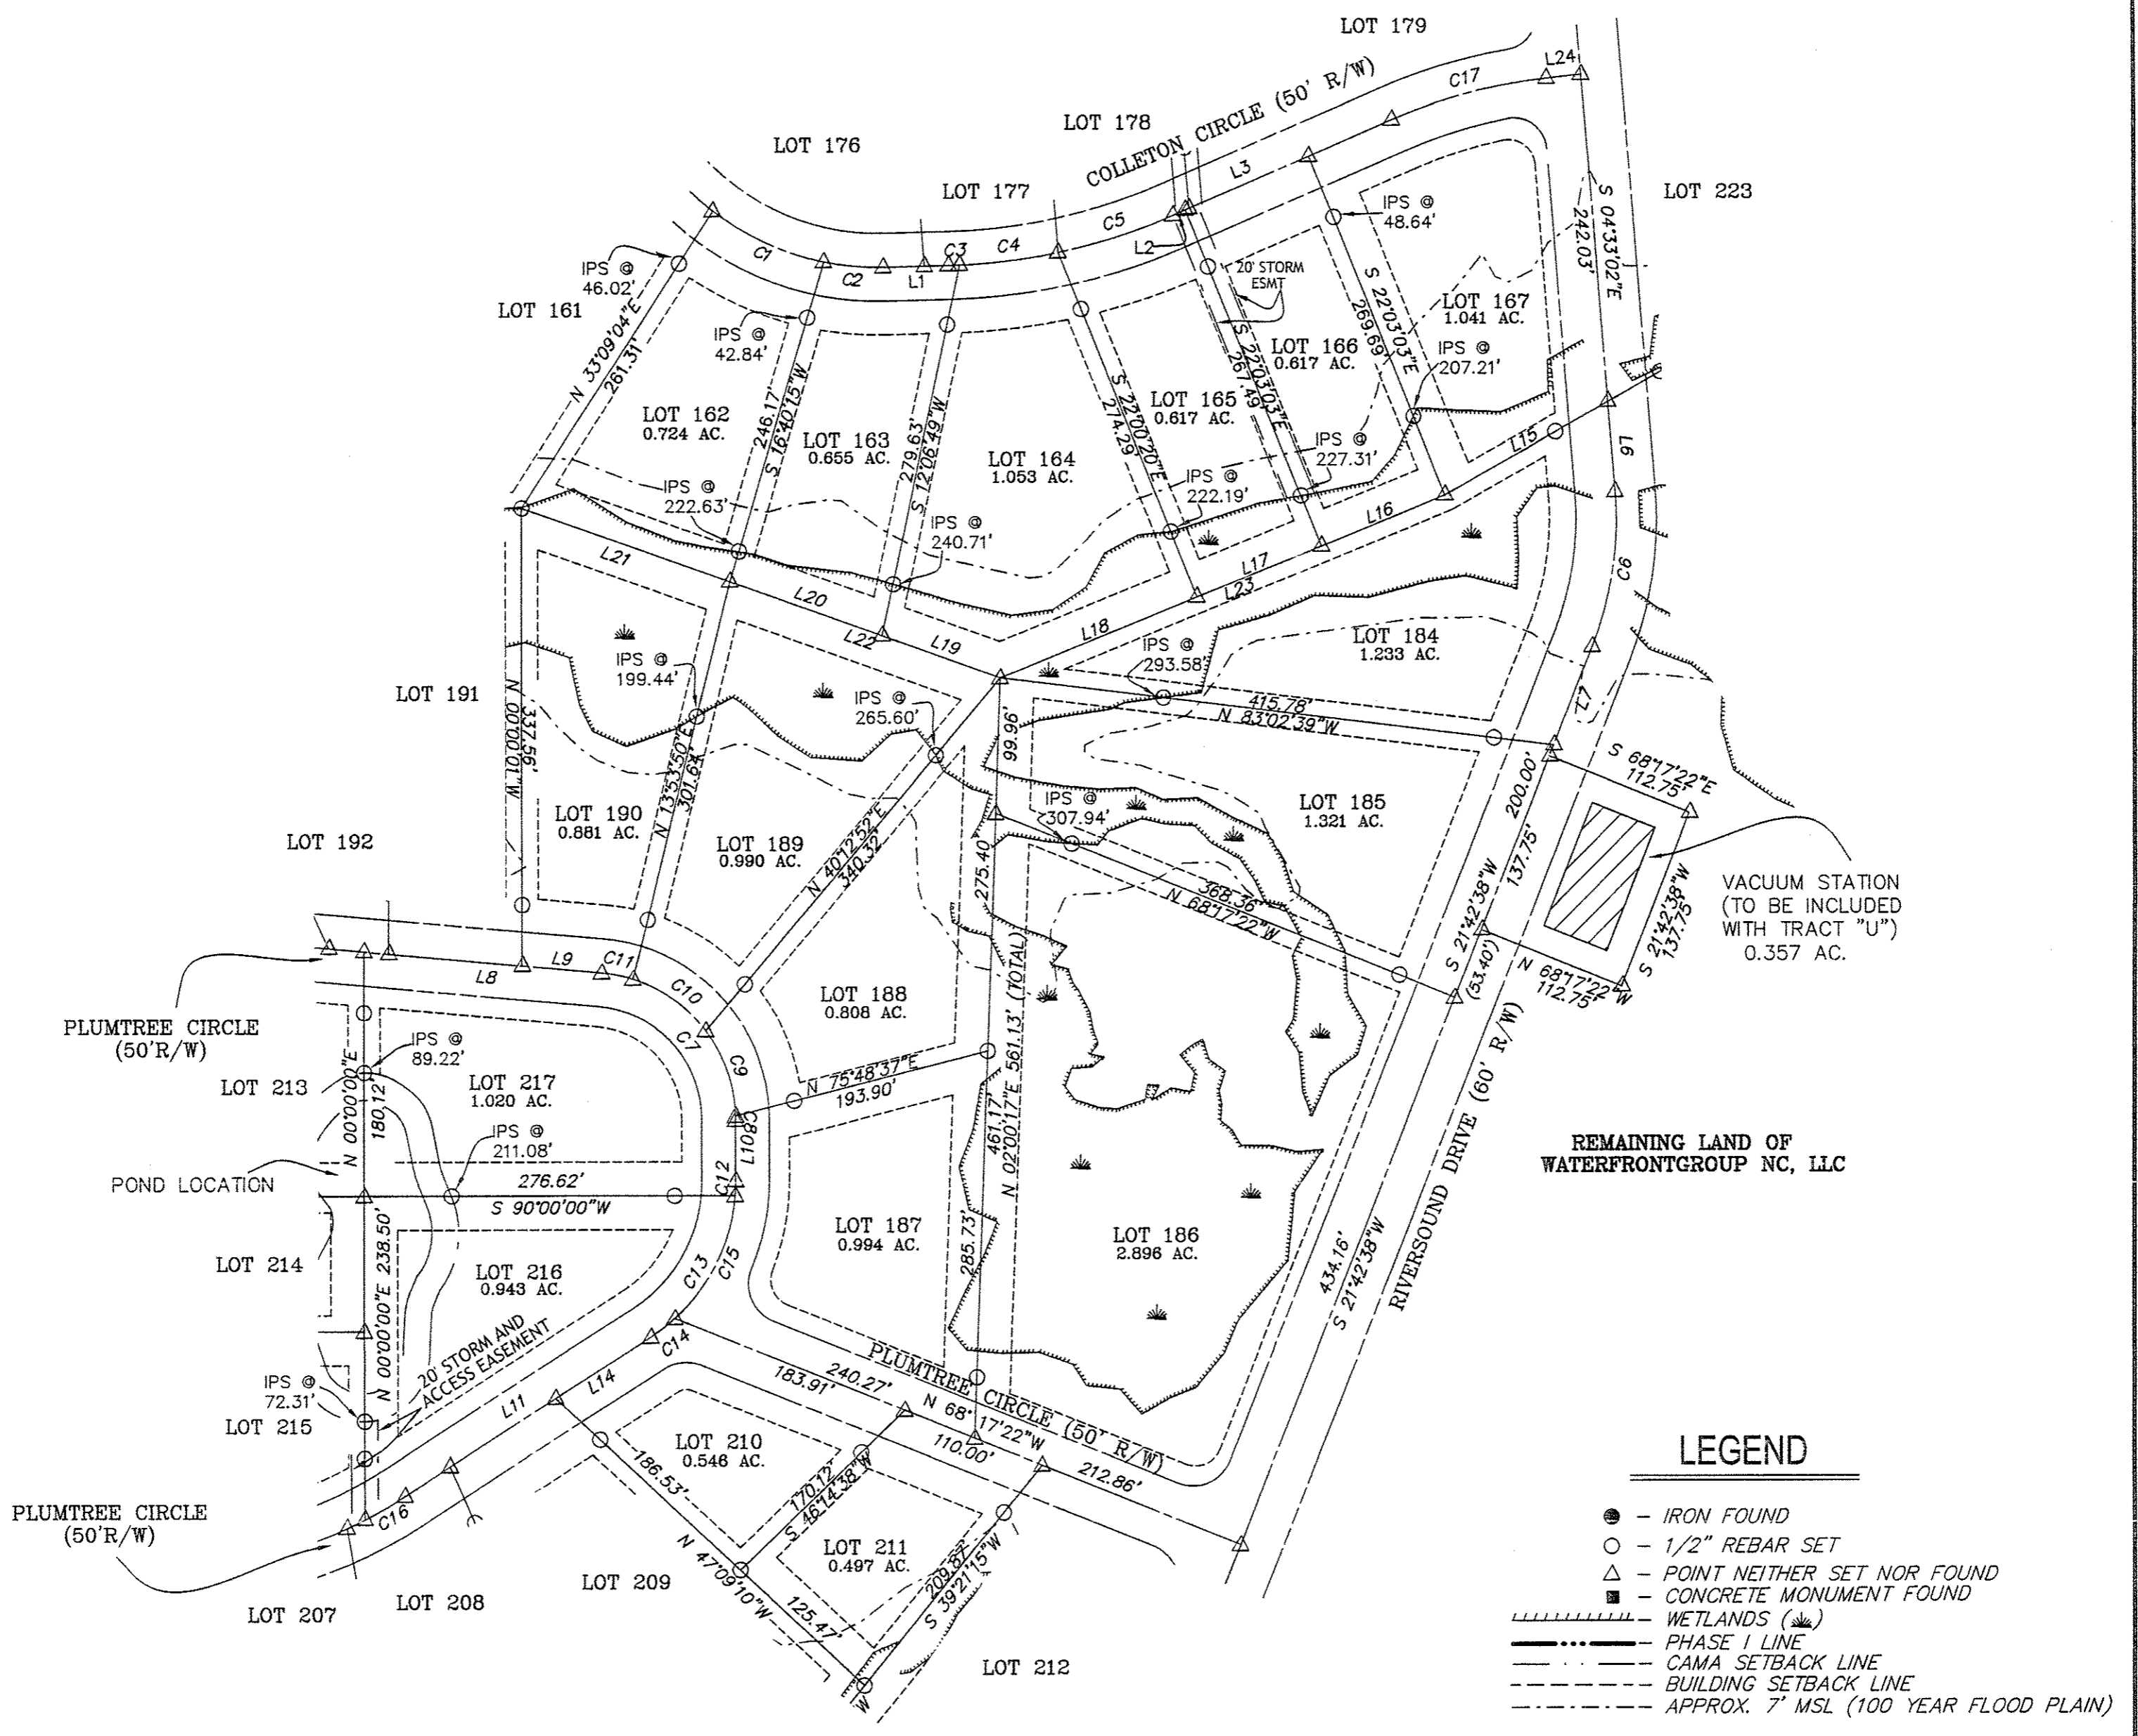 LOT 179
L24
C17
COLLETON CIRCLE (50' R/W)
LOT 178
LOT 176
LOT 177
L3
LOT 223
C5
L2
C4
C3
L1
C2
C1
IPS @
46.02'
IPS @
48.64'
S 04°33'02"E
242.03'
20' STORM
ESMT
LOT 161
N 33°09'04"E
261.31'
IPS @
42.84'
LOT 167
1.041 AC.
S 22°03'03"E
269.69'
LOT 166
0.617 AC.
IPS @
207.21'
S 22°03'03"E
267.49'
LOT 165
0.617 AC.
S 22°00'20"E
274.29'
LOT 162
0.724 AC.
246.17'
S 16°40'15"W
LOT 163
0.655 AC.
279.63'
S 12°06'49"W
LOT 164
1.053 AC.
IPS @
227.31'
L15
L6
IPS @
222.63'
IPS @
222.19'
L16
IPS @
240.71'
L21
L17
L23
C6
L20
L22
L19
L18
LOT 184
1.233 AC.
IPS @
293.58'
IPS @
199.44'
IPS @
265.60'
LOT 191
N 00°00'01"W
337.56'
L7
415.78'
N 83°02'39"W
99.96'
S 68°17'22"E
112.75'
N 13°53'50"E
301.64'
LOT 190
0.881 AC.
LOT 189
0.990 AC.
N 40°12'52"E
340.32'
IPS @
307.94'
LOT 185
1.321 AC.
200.00'
137.75'
S 21°42'38"W
(53.40')
LOT 192
275.40'
368.36'
N 68°17'22"W
S 21°42'38"W
137.75'
VACUUM STATION
(TO BE INCLUDED
WITH TRACT "U")
0.357 AC.
N 68°17'22"W
112.75'
L8
L9
C11
C10
C7
C9
LOT 188
0.808 AC.
PLUMTREE CIRCLE
(50'R/W)
IPS @
89.22'
LOT 213
LOT 217
1.020 AC.
N 00°00'00"E
180.12'
N 75°48'37"E
193.90'
461.17'
N 02°00'17"E 561.13' (TOTAL)
C8
L10
C12
IPS @
211.08'
POND LOCATION
276.62'
S 90°00'00"W
REMAINING LAND OF
WATERFRONTGROUP NC, LLC
RIVERSOUND DRIVE (60' R/W)
LOT 214
N 00°00'00"E 238.50'
LOT 216
0.943 AC.
C13
C15
LOT 187
0.994 AC.
285.73'
LOT 186
2.896 AC.
434.16'
S 21°42'38"W
20' STORM AND
ACCESS EASEMENT
C14
L14
L11
IPS @
72.31'
LOT 215
PLUMTREE CIRCLE (50' R/W)
240.27'
183.91'
N 68°17'22"W
110.00'
212.86'
PLUMTREE CIRCLE
(50'R/W)
C16
LOT 210
0.546 AC.
186.53'
170.12'
S 46°14'38"W
N 47°09'10"W
125.47'
LOT 211
0.497 AC.
209.87'
S 39°21'15"W
LOT 209
LOT 208
LOT 207
LOT 212
W
LEGEND
– IRON FOUND
– 1/2" REBAR SET
– POINT NEITHER SET NOR FOUND
– CONCRETE MONUMENT FOUND
– WETLANDS ( )
– PHASE I LINE
– CAMA SETBACK LINE
– BUILDING SETBACK LINE
– APPROX. 7' MSL (100 YEAR FLOOD PLAIN)